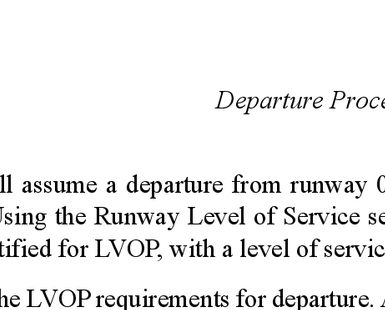 Departure Proce
ll assume a departure from runway 0
Using the Runway Level of Service se
tified for LVOP, with a level of servic
he LVOP requirements for departure. A